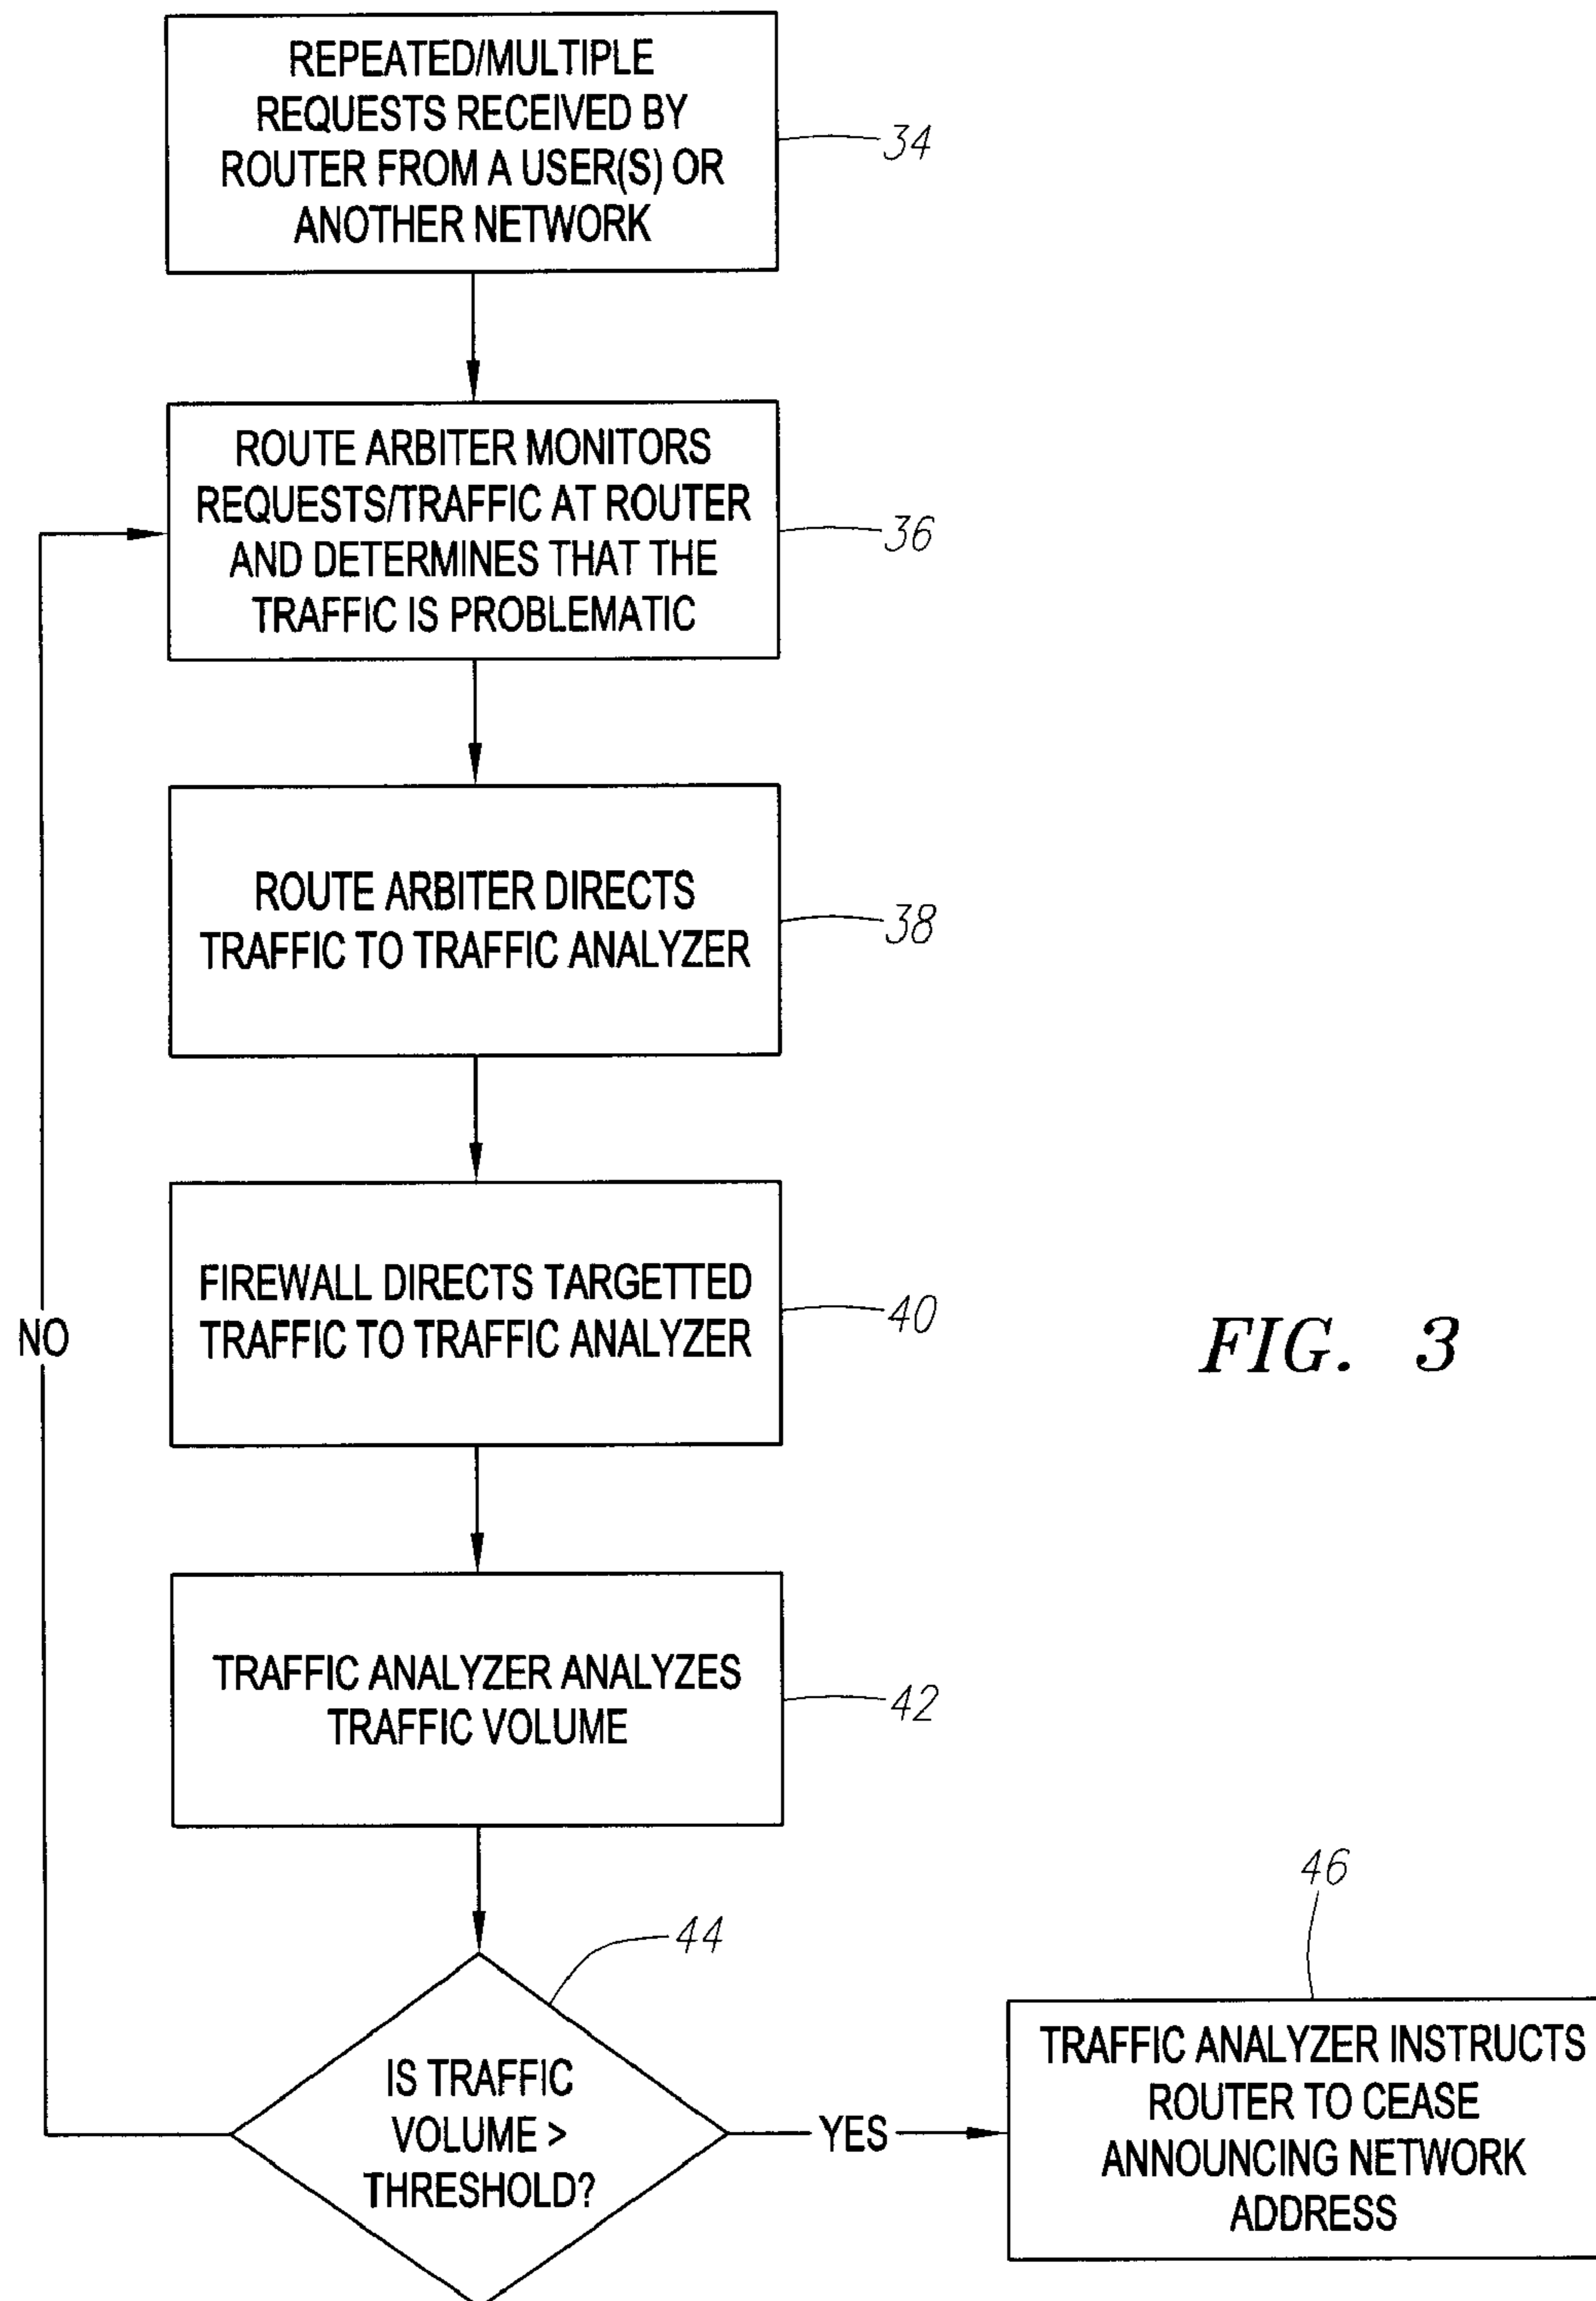 REPEATED/MULTIPLE
REQUESTS RECEIVED BY
ROUTER FROM A USER(S) OR
ANOTHER NETWORK
34
ROUTE ARBITER MONITORS
REQUESTS/TRAFFIC AT ROUTER
AND DETERMINES THAT THE
TRAFFIC IS PROBLEMATIC
36
ROUTE ARBITER DIRECTS
TRAFFIC TO TRAFFIC ANALYZER
38
FIREWALL DIRECTS TARGETTED
TRAFFIC TO TRAFFIC ANALYZER
40
NO
FIG. 3
TRAFFIC ANALYZER ANALYZES
TRAFFIC VOLUME
42
44
IS TRAFFIC
VOLUME >
THRESHOLD?
YES
46
TRAFFIC ANALYZER INSTRUCTS
ROUTER TO CEASE
ANNOUNCING NETWORK
ADDRESS